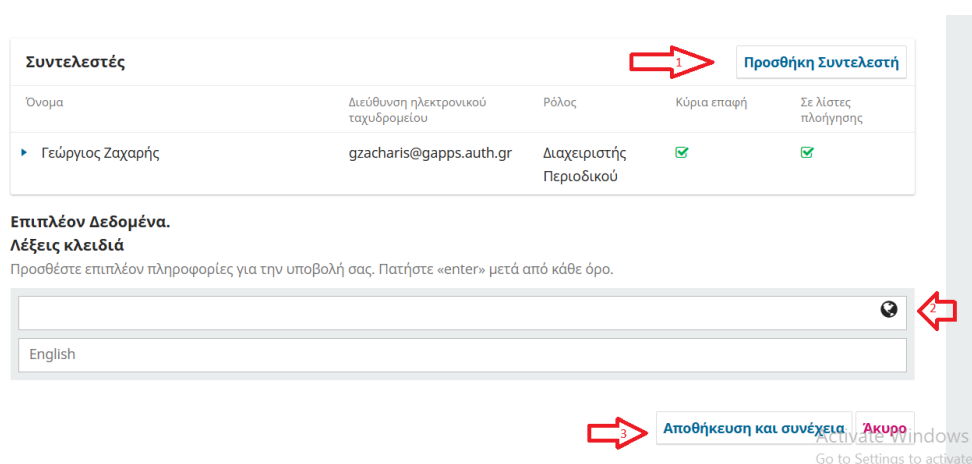 Συντελεστές
1
Προσθήκη Συντελεστή
Όνομα
Διεύθυνση ηλεκτρονικού
ταχυδρομείου
Ρόλος
Κύρια επαφή
Σε λίστες
πλοήγησης
Γεώργιος Ζαχαρής
gzacharis@gapps.auth.gr
Διαχειριστής
Περιοδικού
Επιπλέον Δεδομένα.
Λέξεις κλειδιά
Προσθέστε επιπλέον πληροφορίες για την υποβολή σας. Πατήστε «enter» μετά από κάθε όρο.
2
English
3
Αποθήκευση και συνέχεια
Άκυρο
Activate Windows
Go to Settings to activate